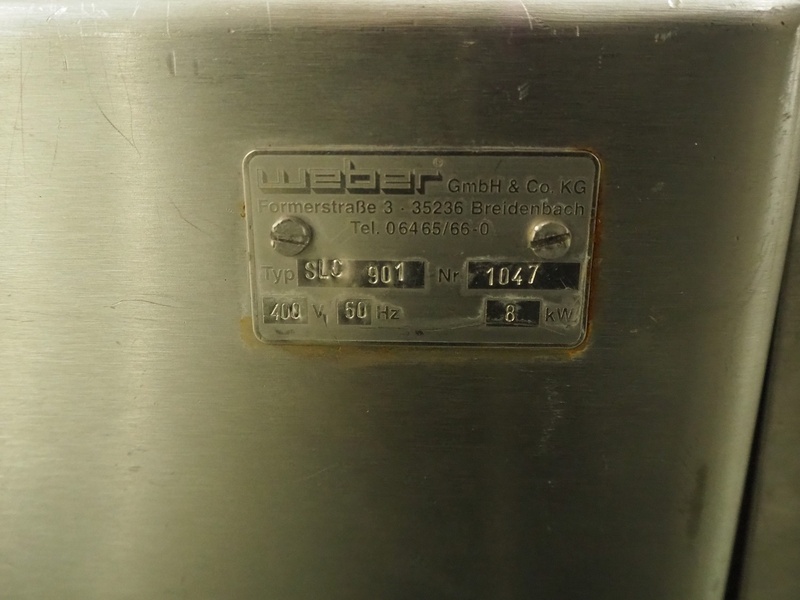 weber GmbH & Co. KG
Formerstraße 3 · 35236 Breidenbach
Tel. 06465/66-0
Typ SLC 901 Nr 1047
400 V, 50 Hz 8 kW